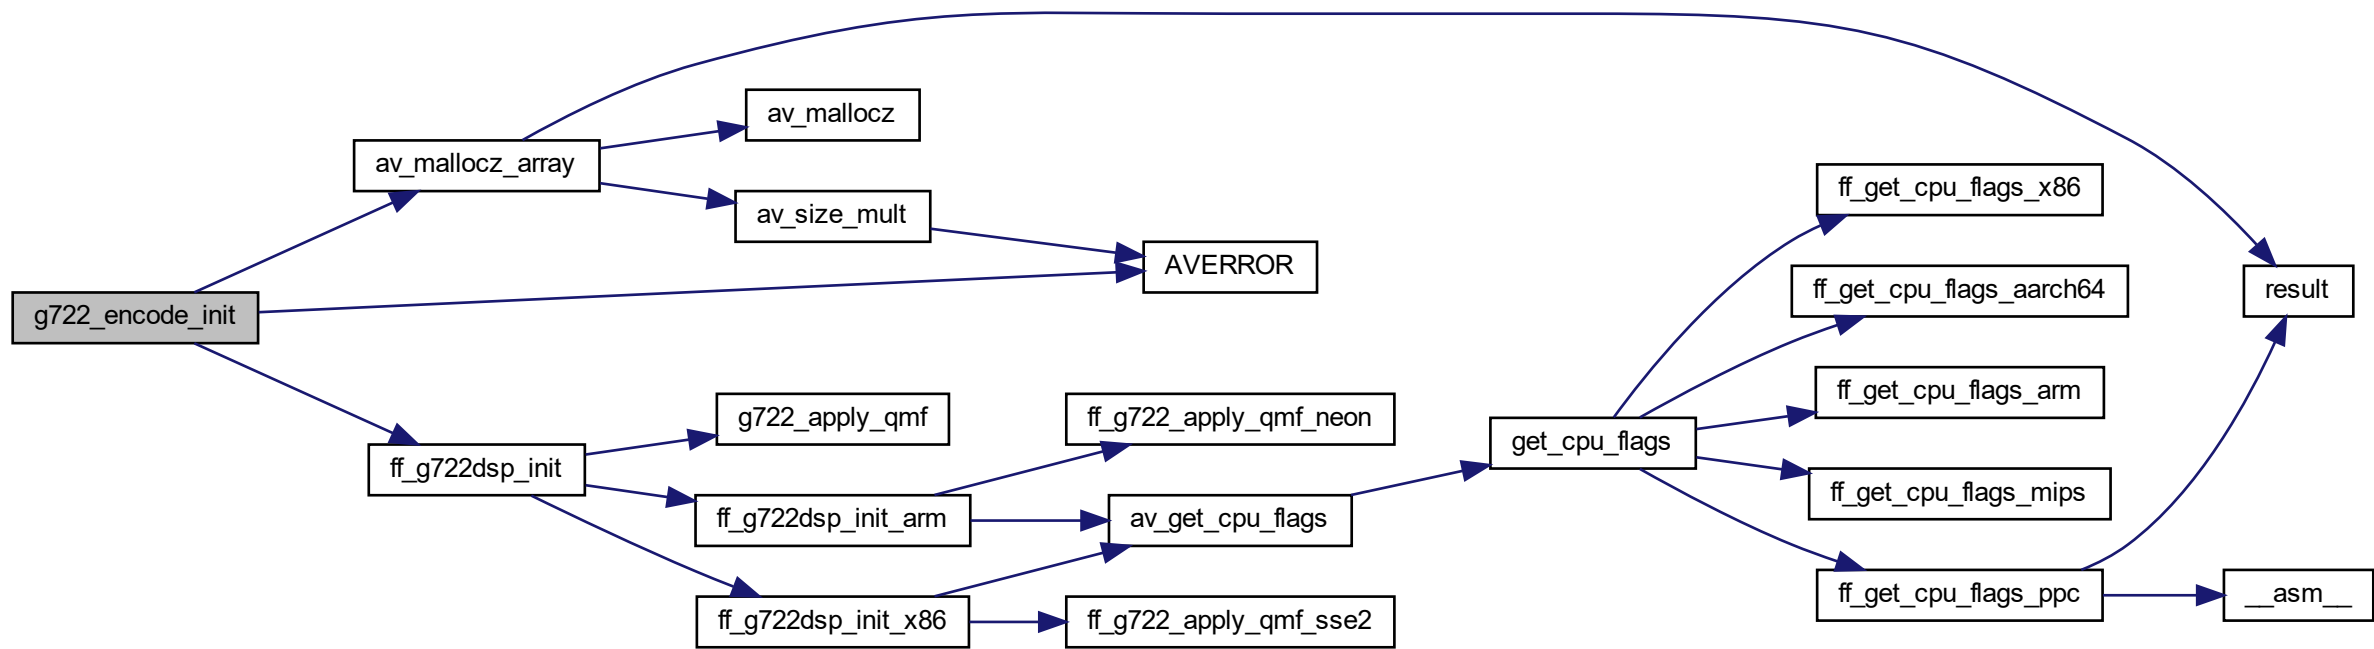 g722_encode_init
av_mallocz_array
av_mallocz
av_size_mult
AVERROR
result
ff_g722dsp_init
g722_apply_qmf
ff_g722dsp_init_arm
ff_g722dsp_init_x86
ff_g722_apply_qmf_neon
av_get_cpu_flags
ff_g722_apply_qmf_sse2
get_cpu_flags
ff_get_cpu_flags_x86
ff_get_cpu_flags_aarch64
ff_get_cpu_flags_arm
ff_get_cpu_flags_mips
ff_get_cpu_flags_ppc
__asm__